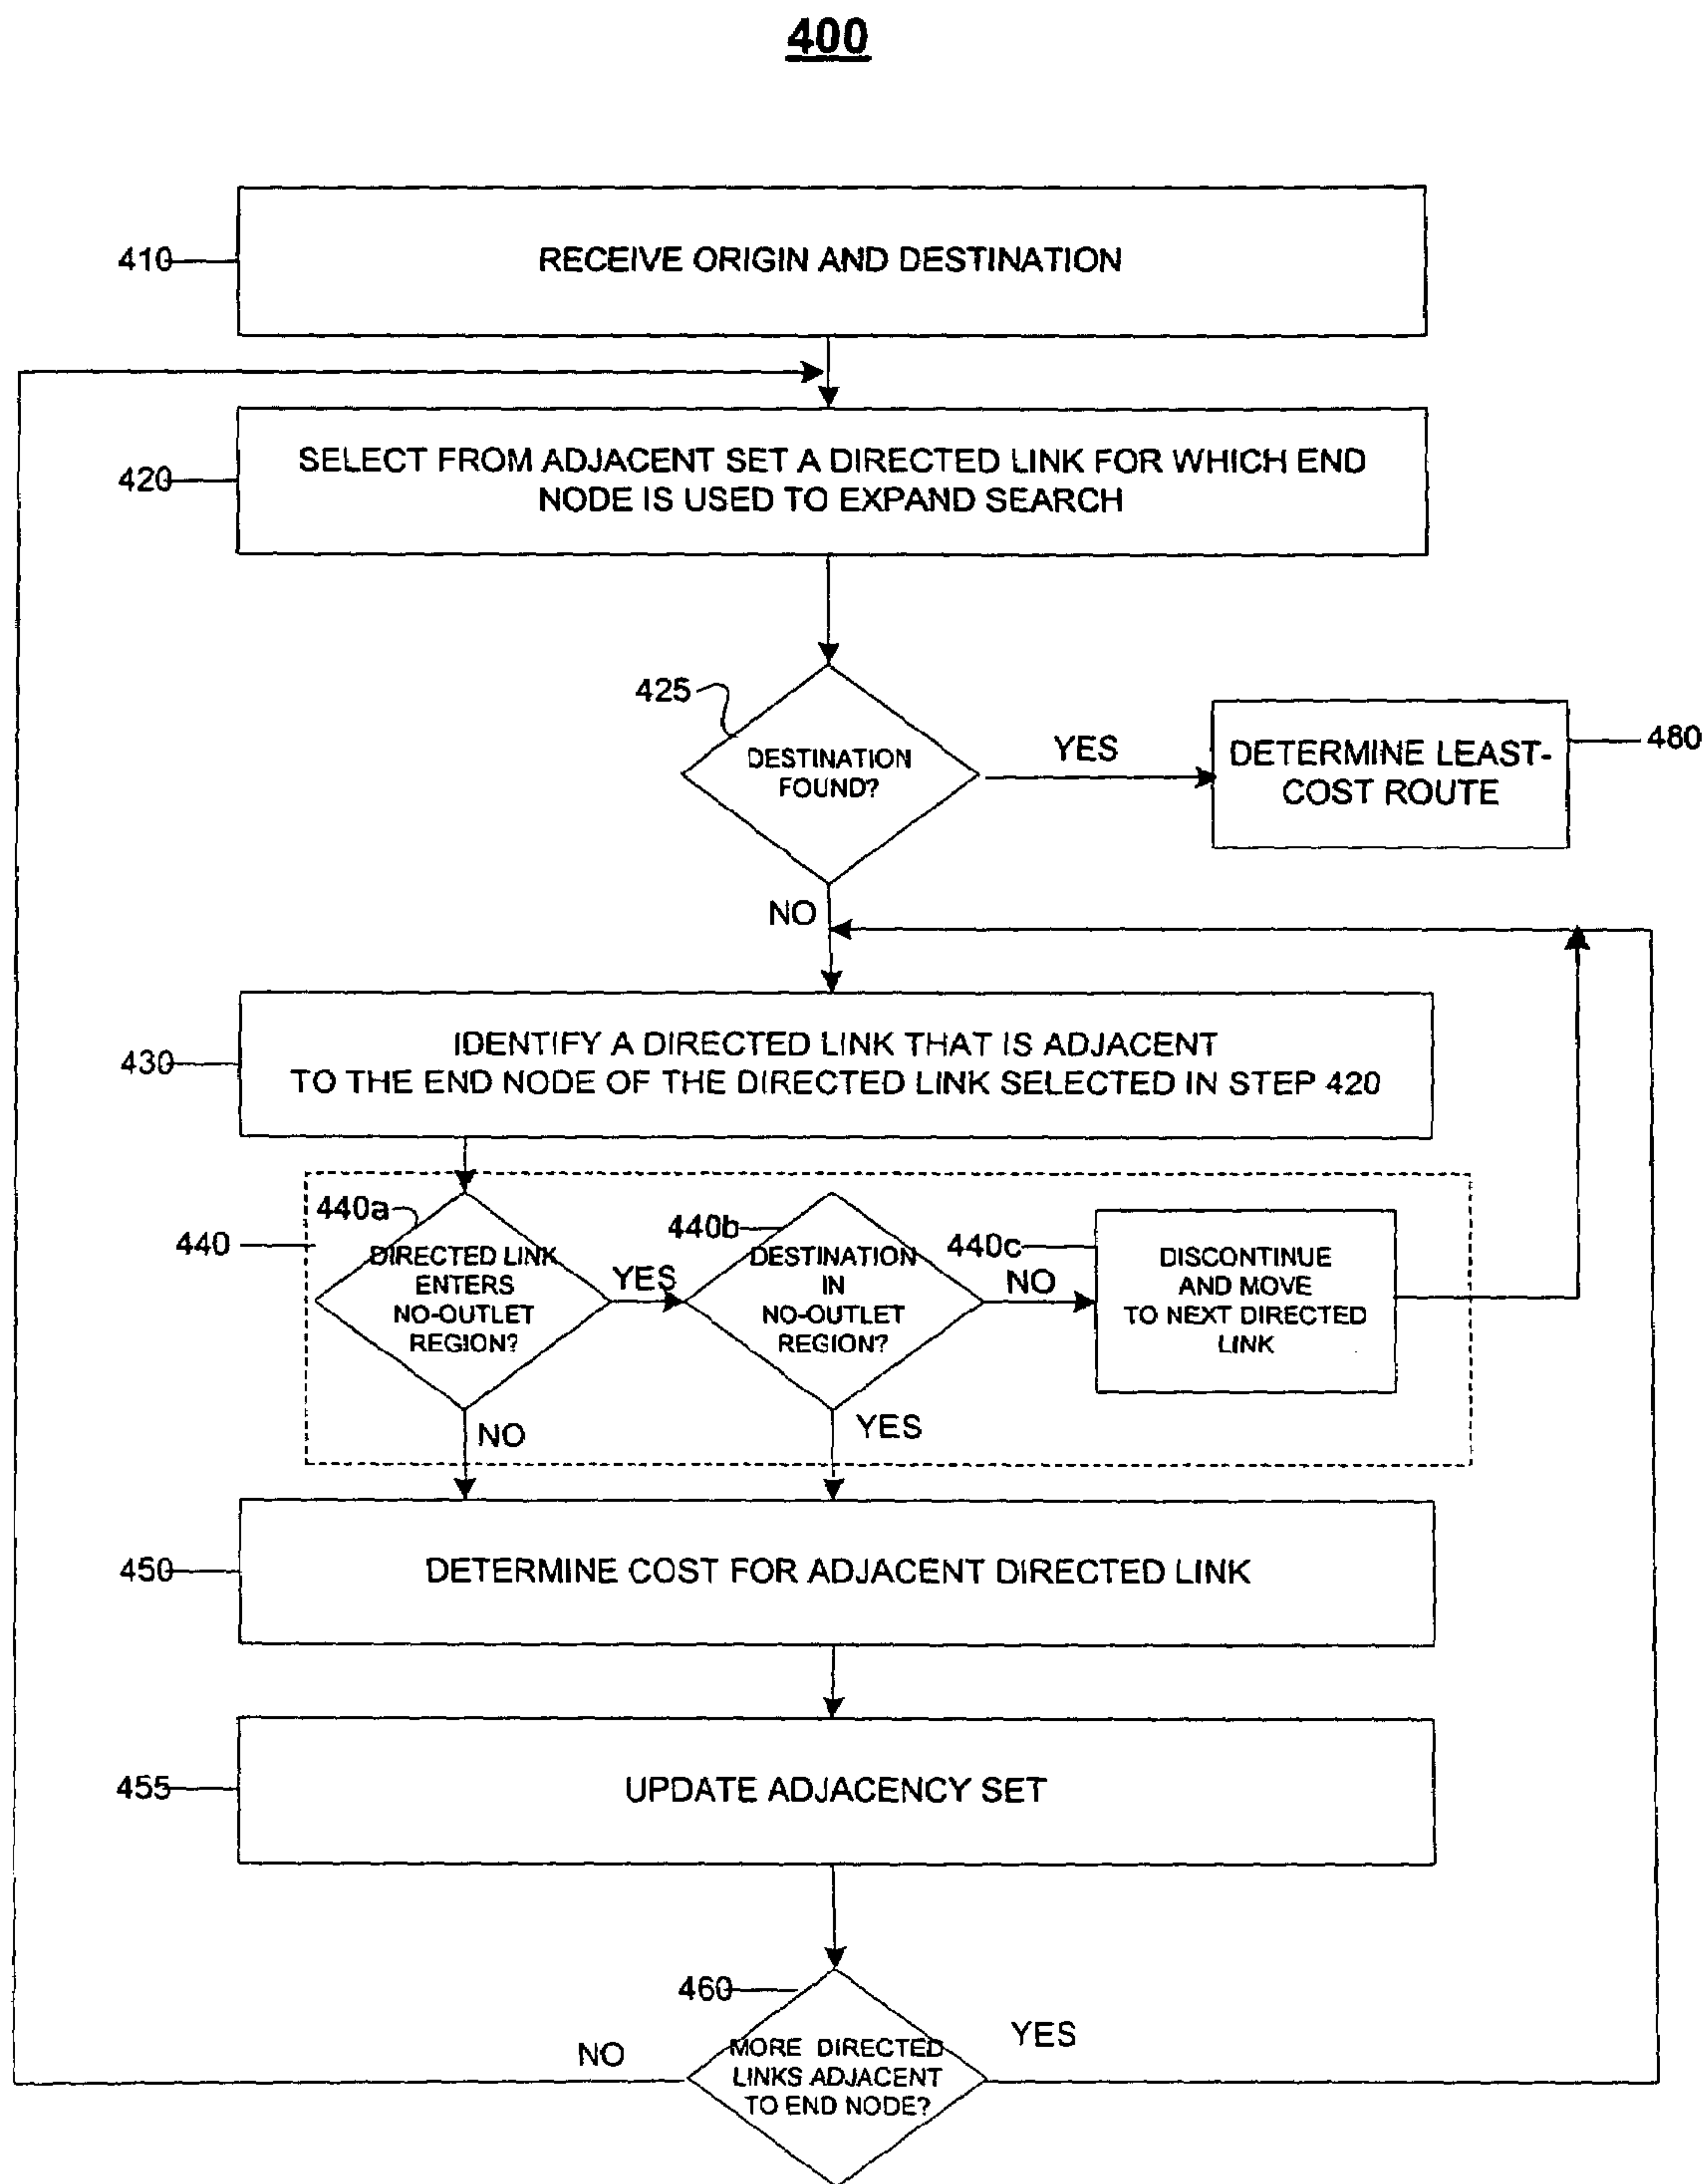 400
410
RECEIVE ORIGIN AND DESTINATION
420
SELECT FROM ADJACENT SET A DIRECTED LINK FOR WHICH END
NODE IS USED TO EXPAND SEARCH
425
DESTINATION
FOUND?
YES
DETERMINE LEAST-
COST ROUTE
480
NO
430
IDENTIFY A DIRECTED LINK THAT IS ADJACENT
TO THE END NODE OF THE DIRECTED LINK SELECTED IN STEP 420
440
440a
DIRECTED LINK
ENTERS
NO-OUTLET
REGION?
YES
440b
DESTINATION
IN
NO-OUTLET
REGION?
NO
440c
DISCONTINUE
AND MOVE
TO NEXT DIRECTED
LINK
NO
YES
450
DETERMINE COST FOR ADJACENT DIRECTED LINK
455
UPDATE ADJACENCY SET
460
MORE DIRECTED
LINKS ADJACENT
TO END NODE?
NO
YES